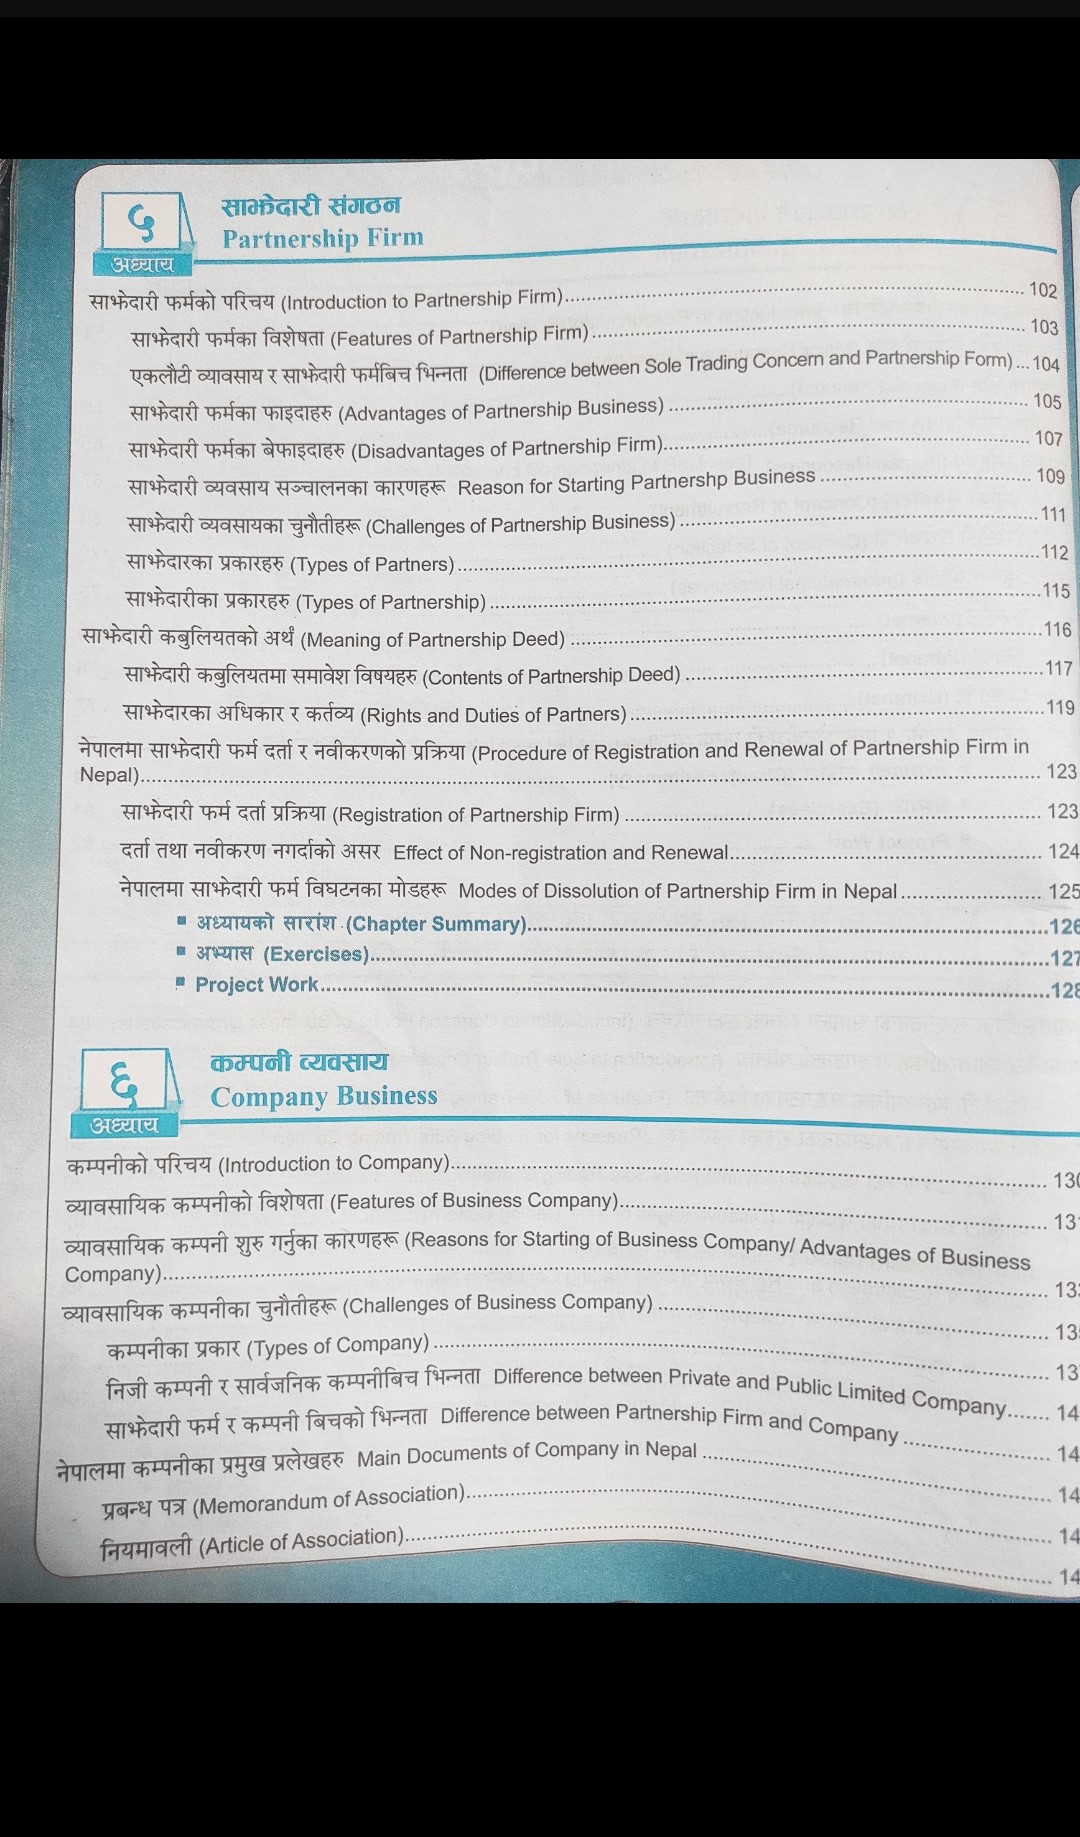 ५
अध्याय
साझेदारी संगठन
Partnership Firm
साझेदारी फर्मको परिचय (Introduction to Partnership Firm)........ 102
साझेदारी फर्मका विशेषता (Features of Partnership Firm)........ 103
एकलौटी व्यावसाय र साझेदारी फर्मबिच भिन्नता (Difference between Sole Trading Concern and Partnership Form)... 104
साझेदारी फर्मका फाइदाहरु (Advantages of Partnership Business)........ 105
साझेदारी फर्मका बेफाइदाहरु (Disadvantages of Partnership Firm)........ 107
साझेदारी व्यवसाय सञ्चालनका कारणहरू Reason for Starting Partnershp Business........ 109
साझेदारी व्यवसायका चुनौतीहरू (Challenges of Partnership Business)........ 111
साझेदारका प्रकारहरु (Types of Partners)........ 112
साझेदारीका प्रकारहरु (Types of Partnership)........ 115
साझेदारी कबुलियतको अर्थ (Meaning of Partnership Deed)........ 116
साझेदारी कबुलियतमा समावेश विषयहरु (Contents of Partnership Deed)........ 117
साझेदारका अधिकार र कर्तव्य (Rights and Duties of Partners)........ 119
नेपालमा साझेदारी फर्म दर्ता र नवीकरणको प्रक्रिया (Procedure of Registration and Renewal of Partnership Firm in
Nepal)........ 123
साझेदारी फर्म दर्ता प्रक्रिया (Registration of Partnership Firm)........ 123
दर्ता तथा नवीकरण नगर्दाको असर Effect of Non-registration and Renewal........ 124
नेपालमा साझेदारी फर्म विघटनका मोडहरू Modes of Dissolution of Partnership Firm in Nepal........ 125
▪ अध्यायको सारांश (Chapter Summary)........ 126
▪ अभ्यास (Exercises)........ 127
▪ Project Work........ 128
६
अध्याय
कम्पनी व्यवसाय
Company Business
कम्पनीको परिचय (Introduction to Company)........ 130
व्यावसायिक कम्पनीको विशेषता (Features of Business Company)........ 13
व्यावसायिक कम्पनी शुरु गर्नुका कारणहरू (Reasons for Starting of Business Company/ Advantages of Business
Company)........ 13
व्यावसायिक कम्पनीका चुनौतीहरू (Challenges of Business Company)........ 13
कम्पनीका प्रकार (Types of Company)........ 13
निजी कम्पनी र सार्वजनिक कम्पनीबिच भिन्नता Difference between Private and Public Limited Company....... 14
साझेदारी फर्म र कम्पनी बिचको भिन्नता Difference between Partnership Firm and Company........ 14
नेपालमा कम्पनीका प्रमुख प्रलेखहरु Main Documents of Company in Nepal........ 14
प्रबन्ध पत्र (Memorandum of Association)........ 14
नियमावली (Article of Association)........ 14